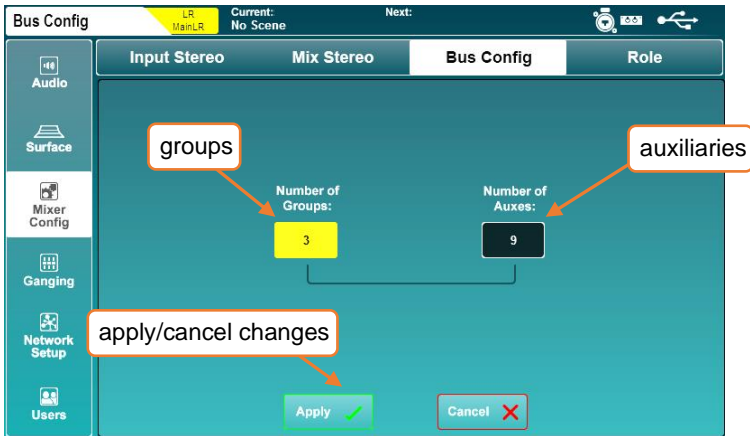 Bus Config
LR
MainLR
Current:
No Scene
Next:
Input Stereo
Mix Stereo
Bus Config
Role
Audio
Surface
Mixer
Config
Ganging
Network
Setup
Users
groups
auxiliaries
Number of
Groups:
3
Number of
Auxes:
9
apply/cancel changes
Apply
Cancel